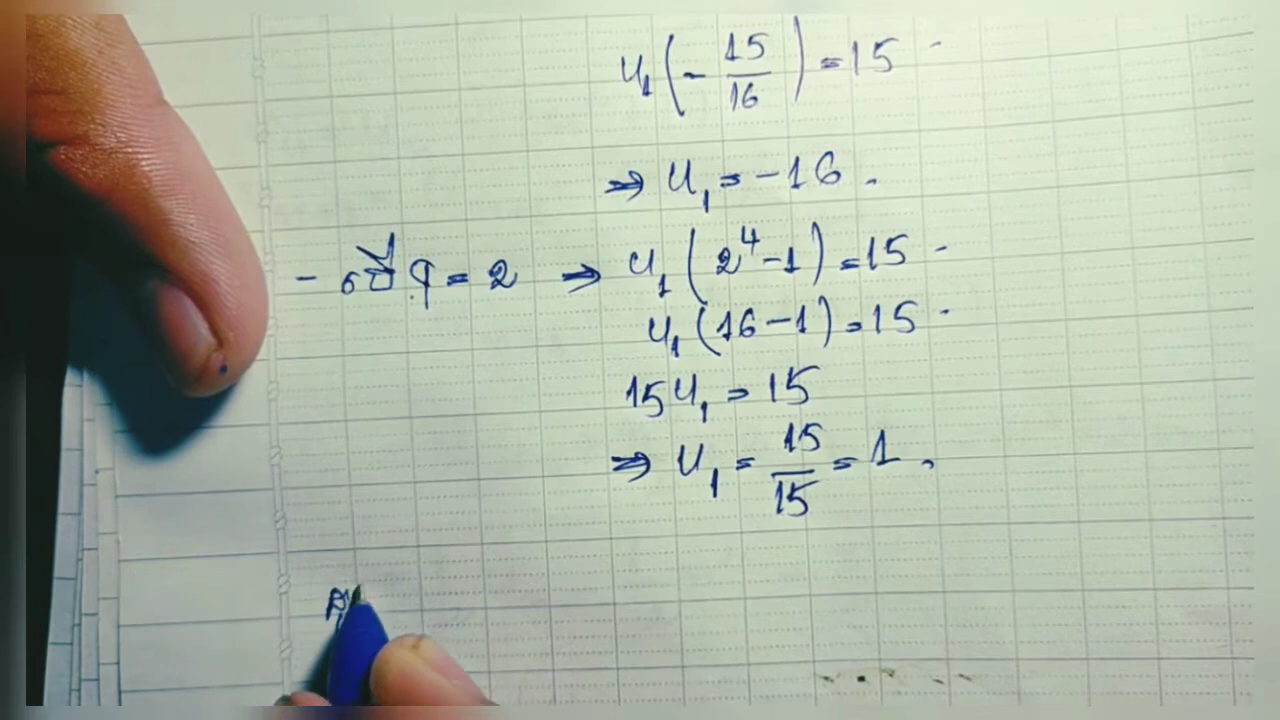 U₁(-15/16) = 15
⇒ U₁ = -16.
- បើ q = 2 ⇒ U₁(2⁴-1) = 15
U₁(16-1) = 15
15U₁ = 15
⇒ U₁ = 15/15 = 1.